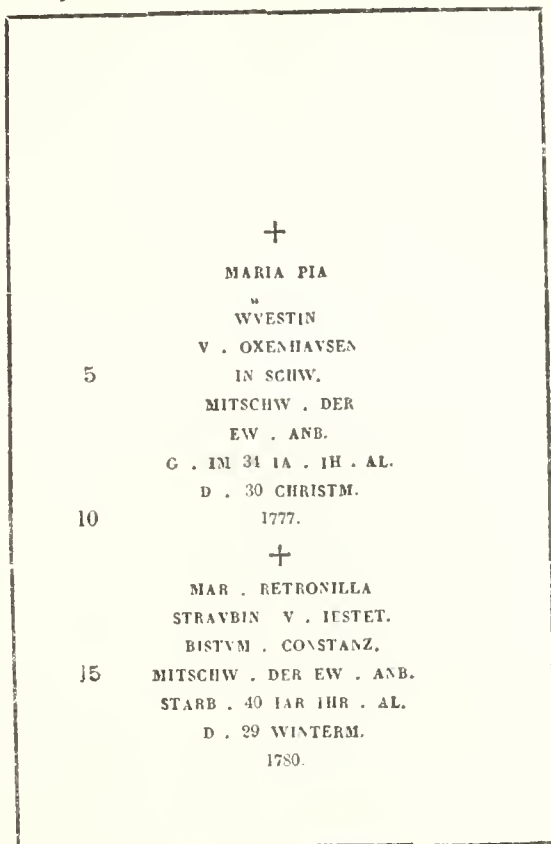 +
MARIA PIA
WV̈ESTIN
V . OXENHAVSEN
5 IN SCHW.
MITSCHW . DER
EW . ANB.
G . IM 34 IA . IH . AL.
D . 30 CHRISTM.
10 1777.
+
MAR . RETRONILLA
STRAVBIN V . IESTET.
BISTVM . CONSTANZ.
15 MITSCHW . DER EW . ANB.
STARB . 40 IAR IHR . AL.
D . 29 WINTERM.
1780.